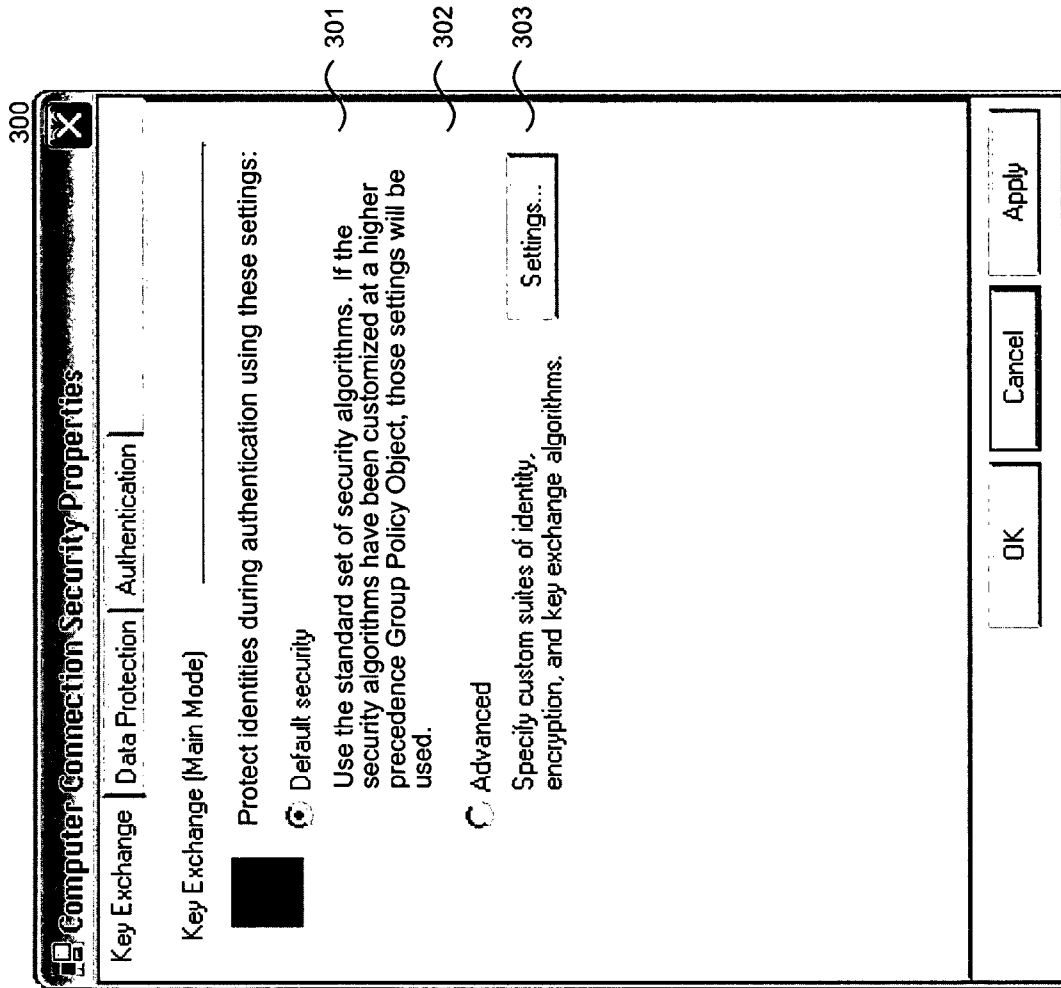 300
Computer Connection Security Properties
Key Exchange Data Protection Authentication
Key Exchange (Main Mode)
Protect identities during authentication using these settings:
Default security
301
Use the standard set of security algorithms. If the
security algorithms have been customized at a higher
precedence Group Policy Object, those settings will be
used.
302
Advanced
303
Specify custom suites of identity,
encryption, and key exchange algorithms.
Settings...
OK Cancel Apply